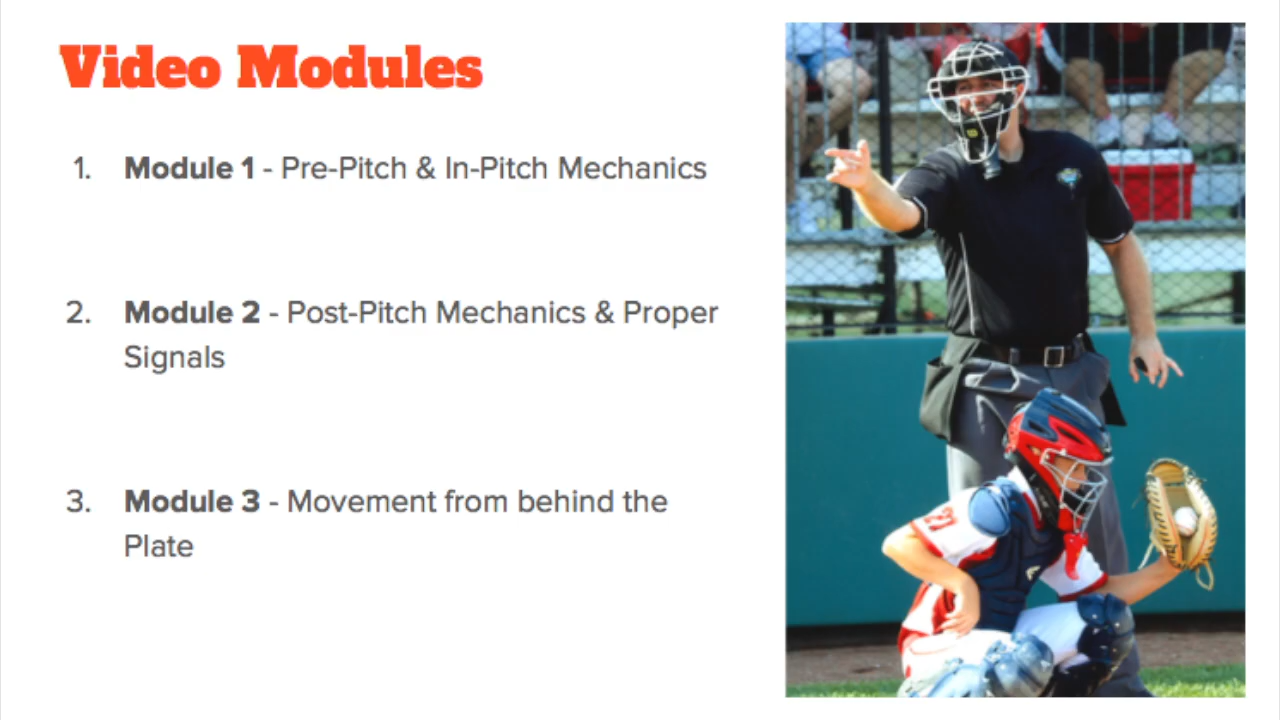 Video Modules
1. Module 1 - Pre-Pitch & In-Pitch Mechanics
2. Module 2 - Post-Pitch Mechanics & Proper
Signals
3. Module 3 - Movement from behind the
Plate
21